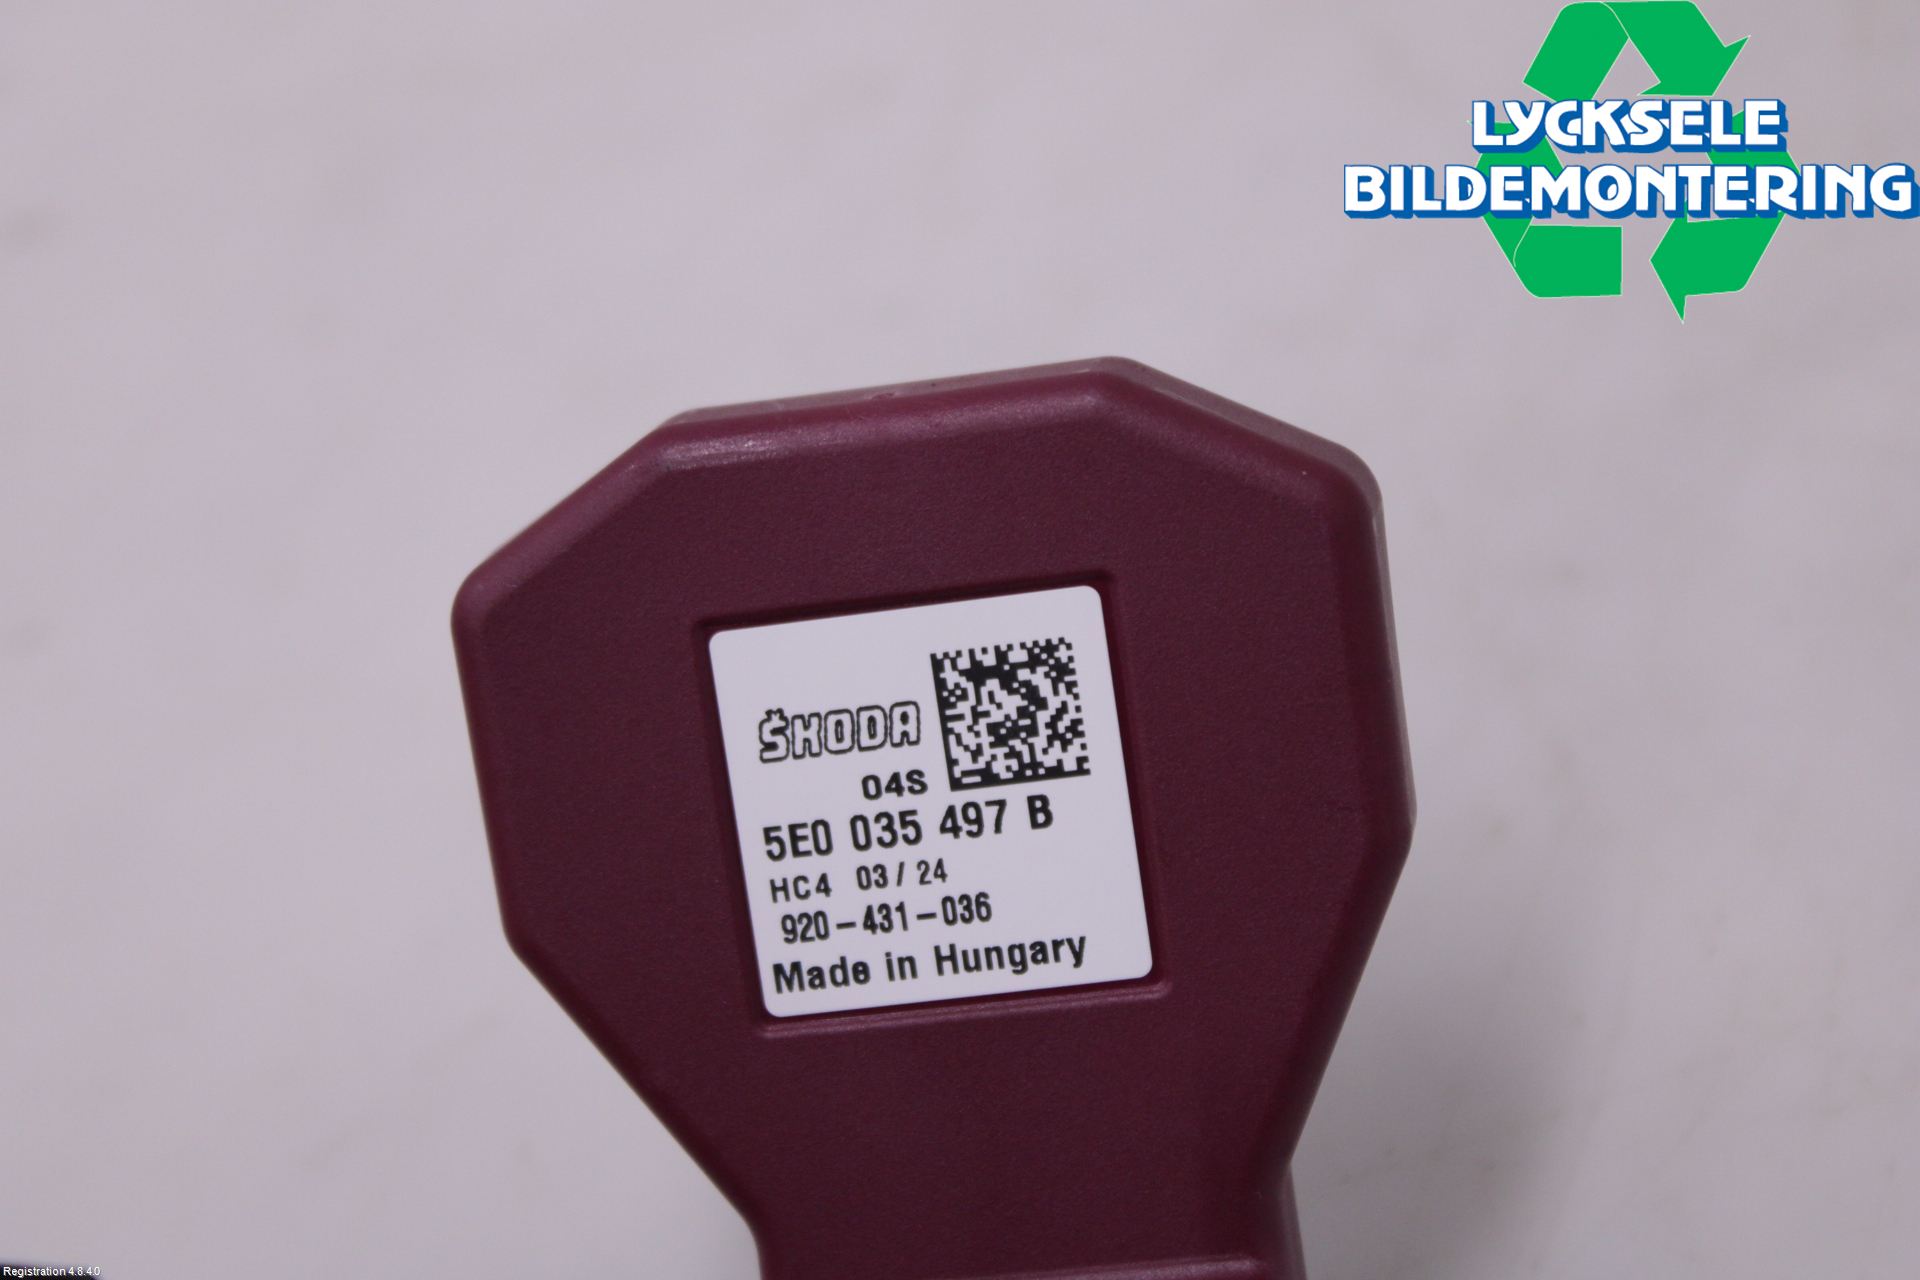 LYCKSELE
BILDEMONTERING
ŠKODA
04S
5E0 035 497 B
HC4 03/24
920-431-036
Made in Hungary
Registration 4.8.4.0